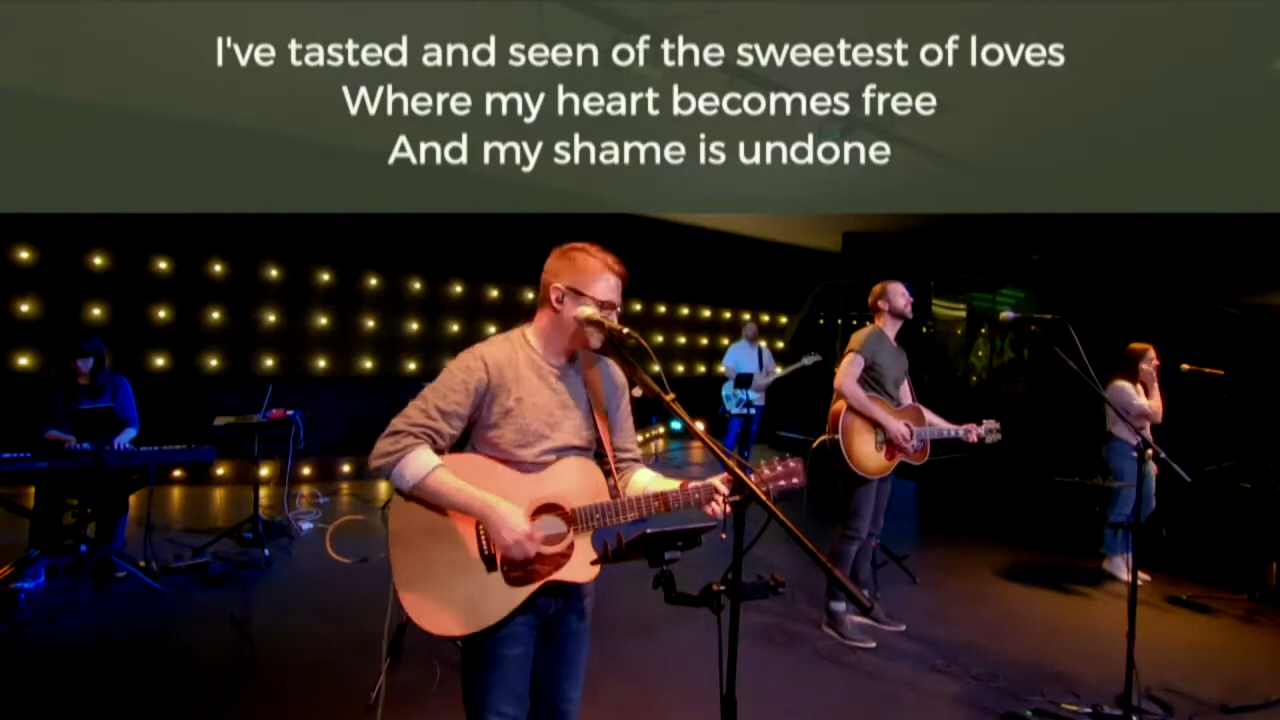 I've tasted and seen of the sweetest of loves
Where my heart becomes free
And my shame is undone